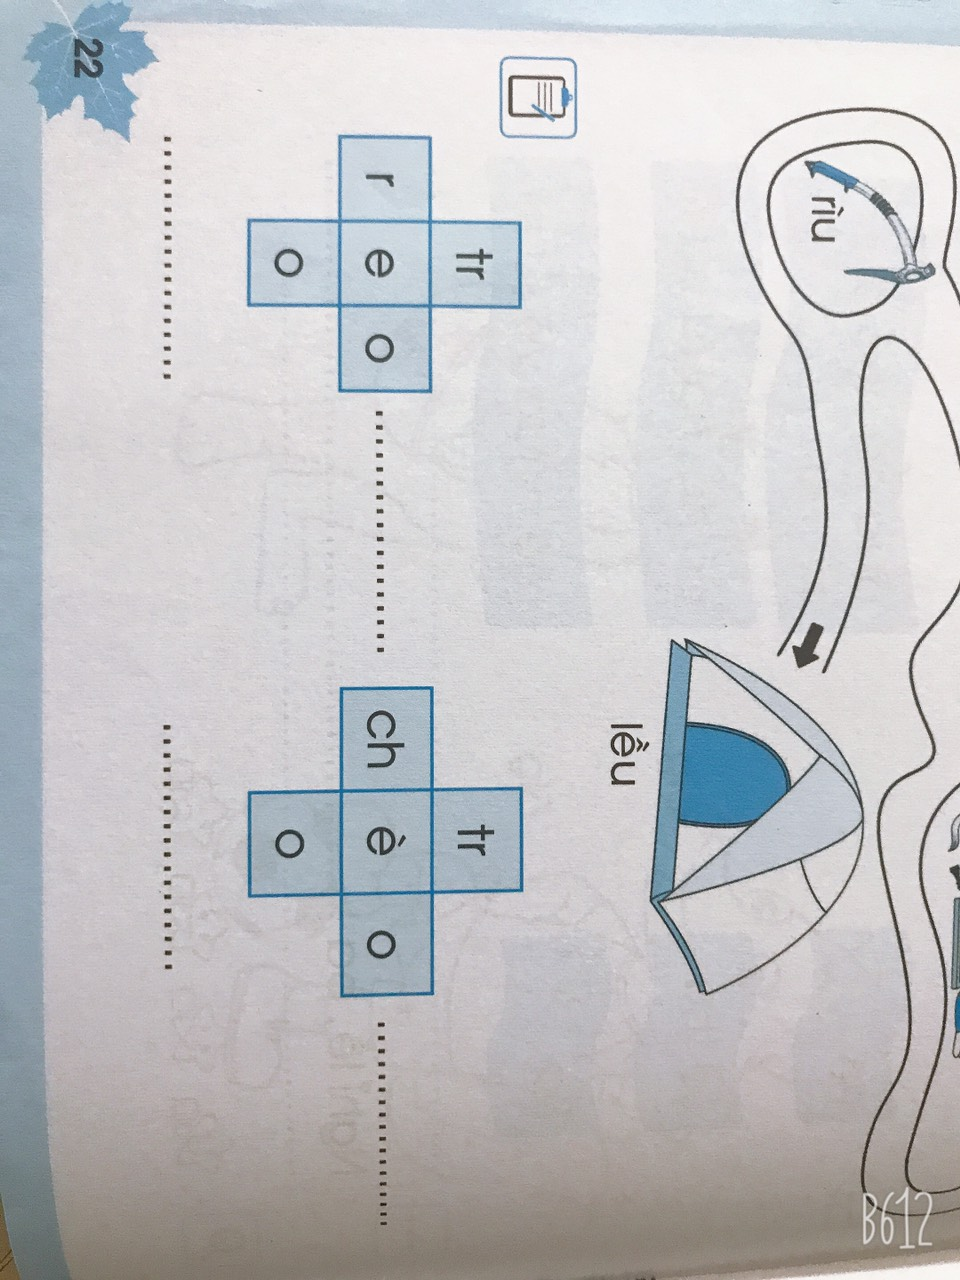 rìu
lều
tr tr
r e o .................... ch è o ....................
o o
.................... ....................
22
B612